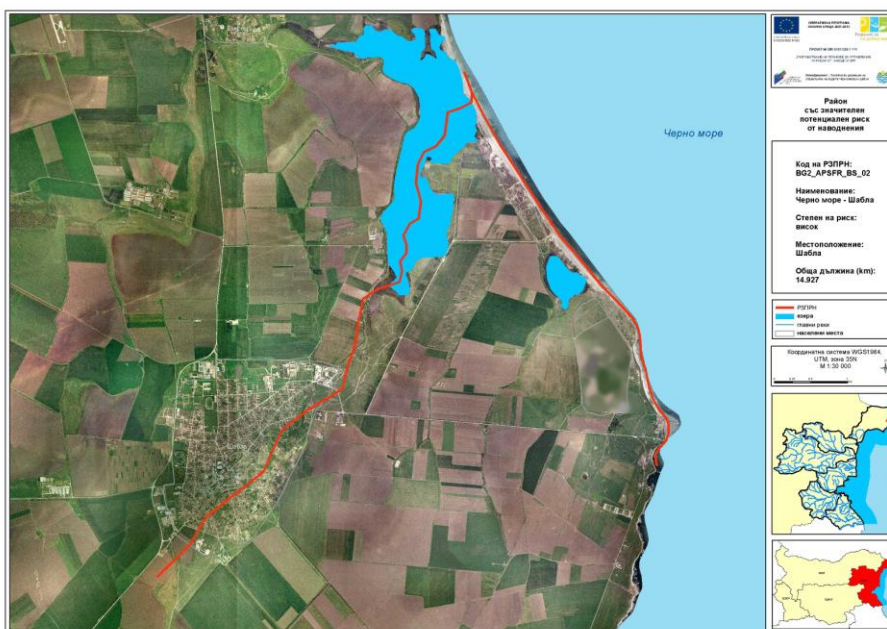 Черно море
Шабла
Район
със значителен
потенциален риск
от наводнения
Код на РЗПРН:
BG2_APSFR_BS_02
Наименование:
Черно море - Шабла
Степен на риск:
висок
Местоположение:
Шабла
Обща дължина (km):
14.927
РЗПРН
езера
главни реки
населени места
Координатна система WGS1984,
UTM, зона 35N
М 1:30 000